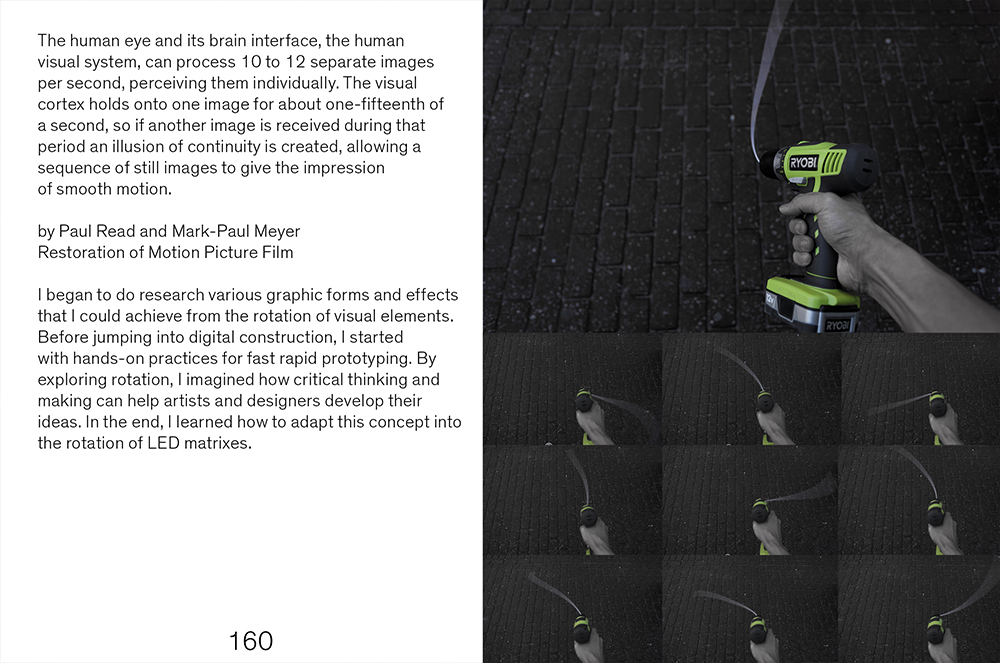 The human eye and its brain interface, the human
visual system, can process 10 to 12 separate images
per second, perceiving them individually. The visual
cortex holds onto one image for about one-fifteenth of
a second, so if another image is received during that
period an illusion of continuity is created, allowing a
sequence of still images to give the impression
of smooth motion.
by Paul Read and Mark-Paul Meyer
Restoration of Motion Picture Film
I began to do research various graphic forms and effects
that I could achieve from the rotation of visual elements.
Before jumping into digital construction, I started
with hands-on practices for fast rapid prototyping. By
exploring rotation, I imagined how critical thinking and
making can help artists and designers develop their
ideas. In the end, I learned how to adapt this concept into
the rotation of LED matrixes.
160
RYOBI
RYOBI